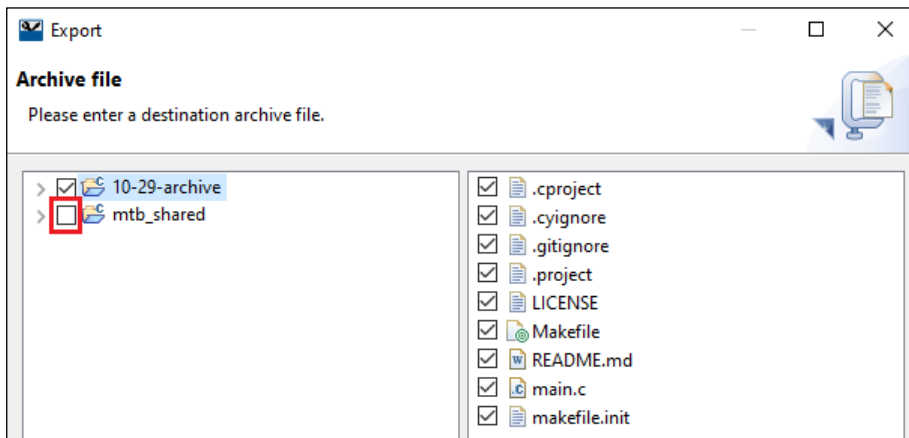 Export
Archive file
Please enter a destination archive file.
10-29-archive
mtb_shared
.cproject
.cyignore
.gitignore
.project
LICENSE
Makefile
README.md
main.c
makefile.init